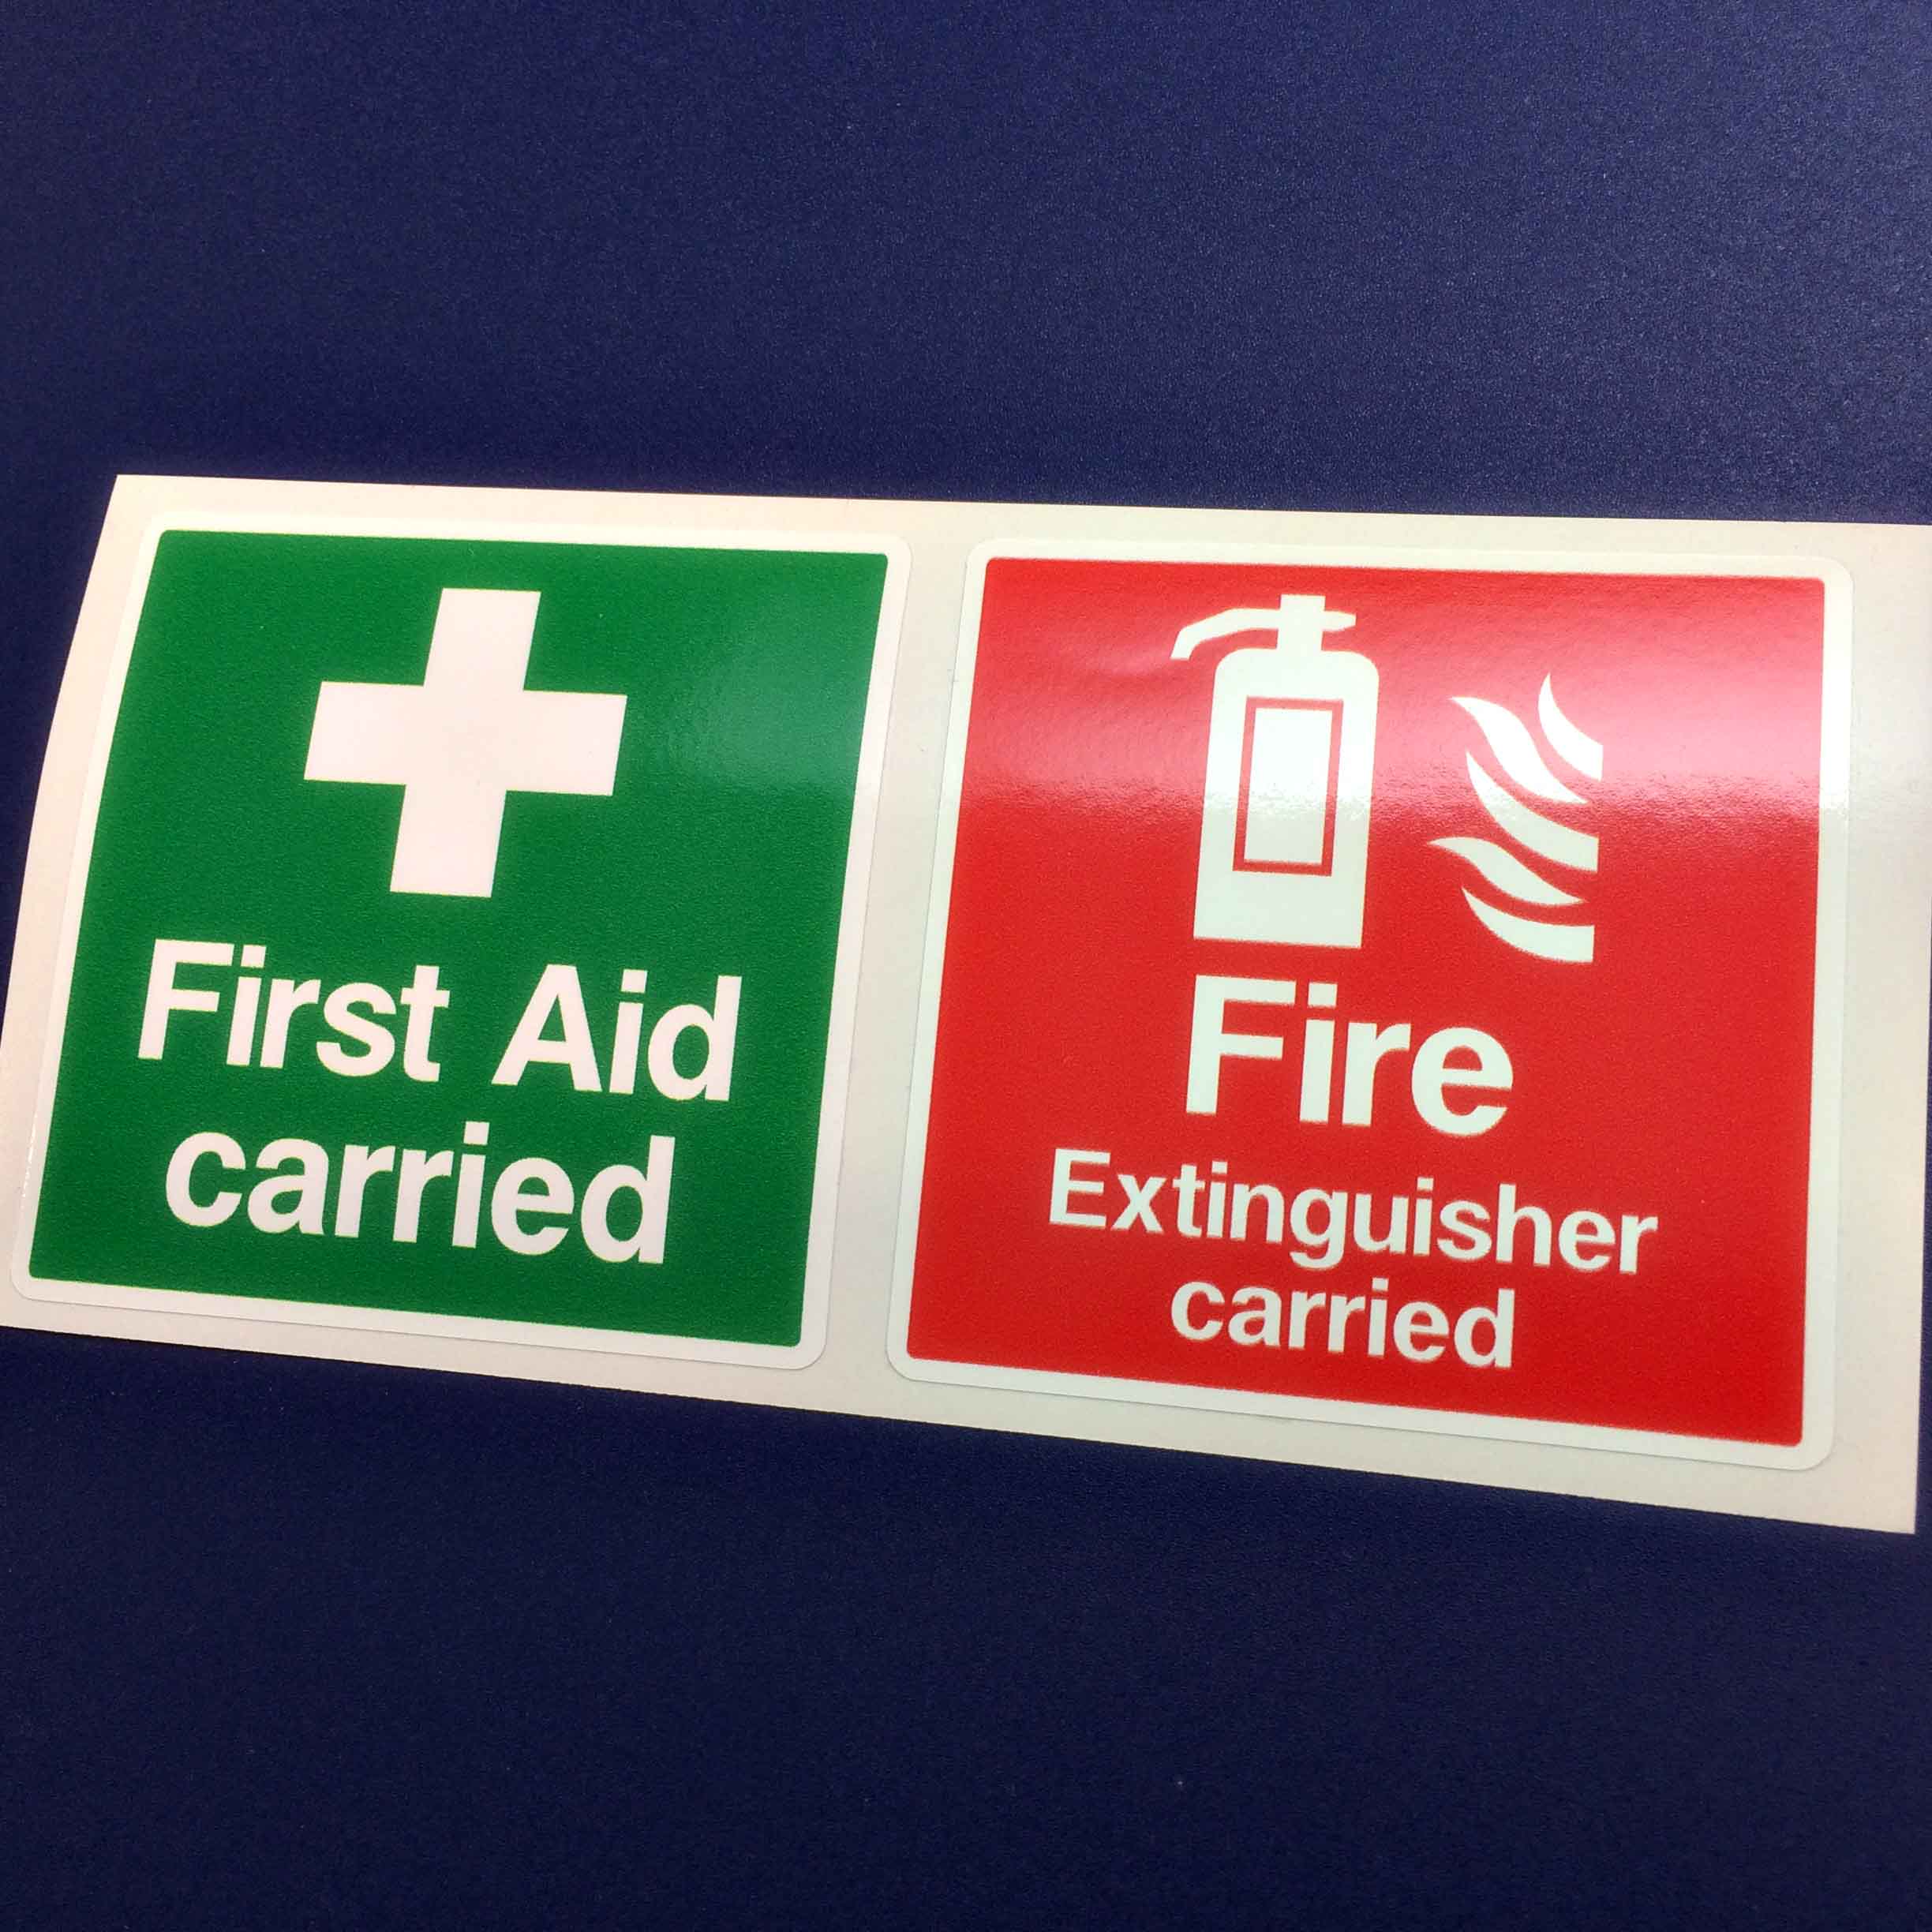 First Aid
carried
Fire
Extinguisher
carried